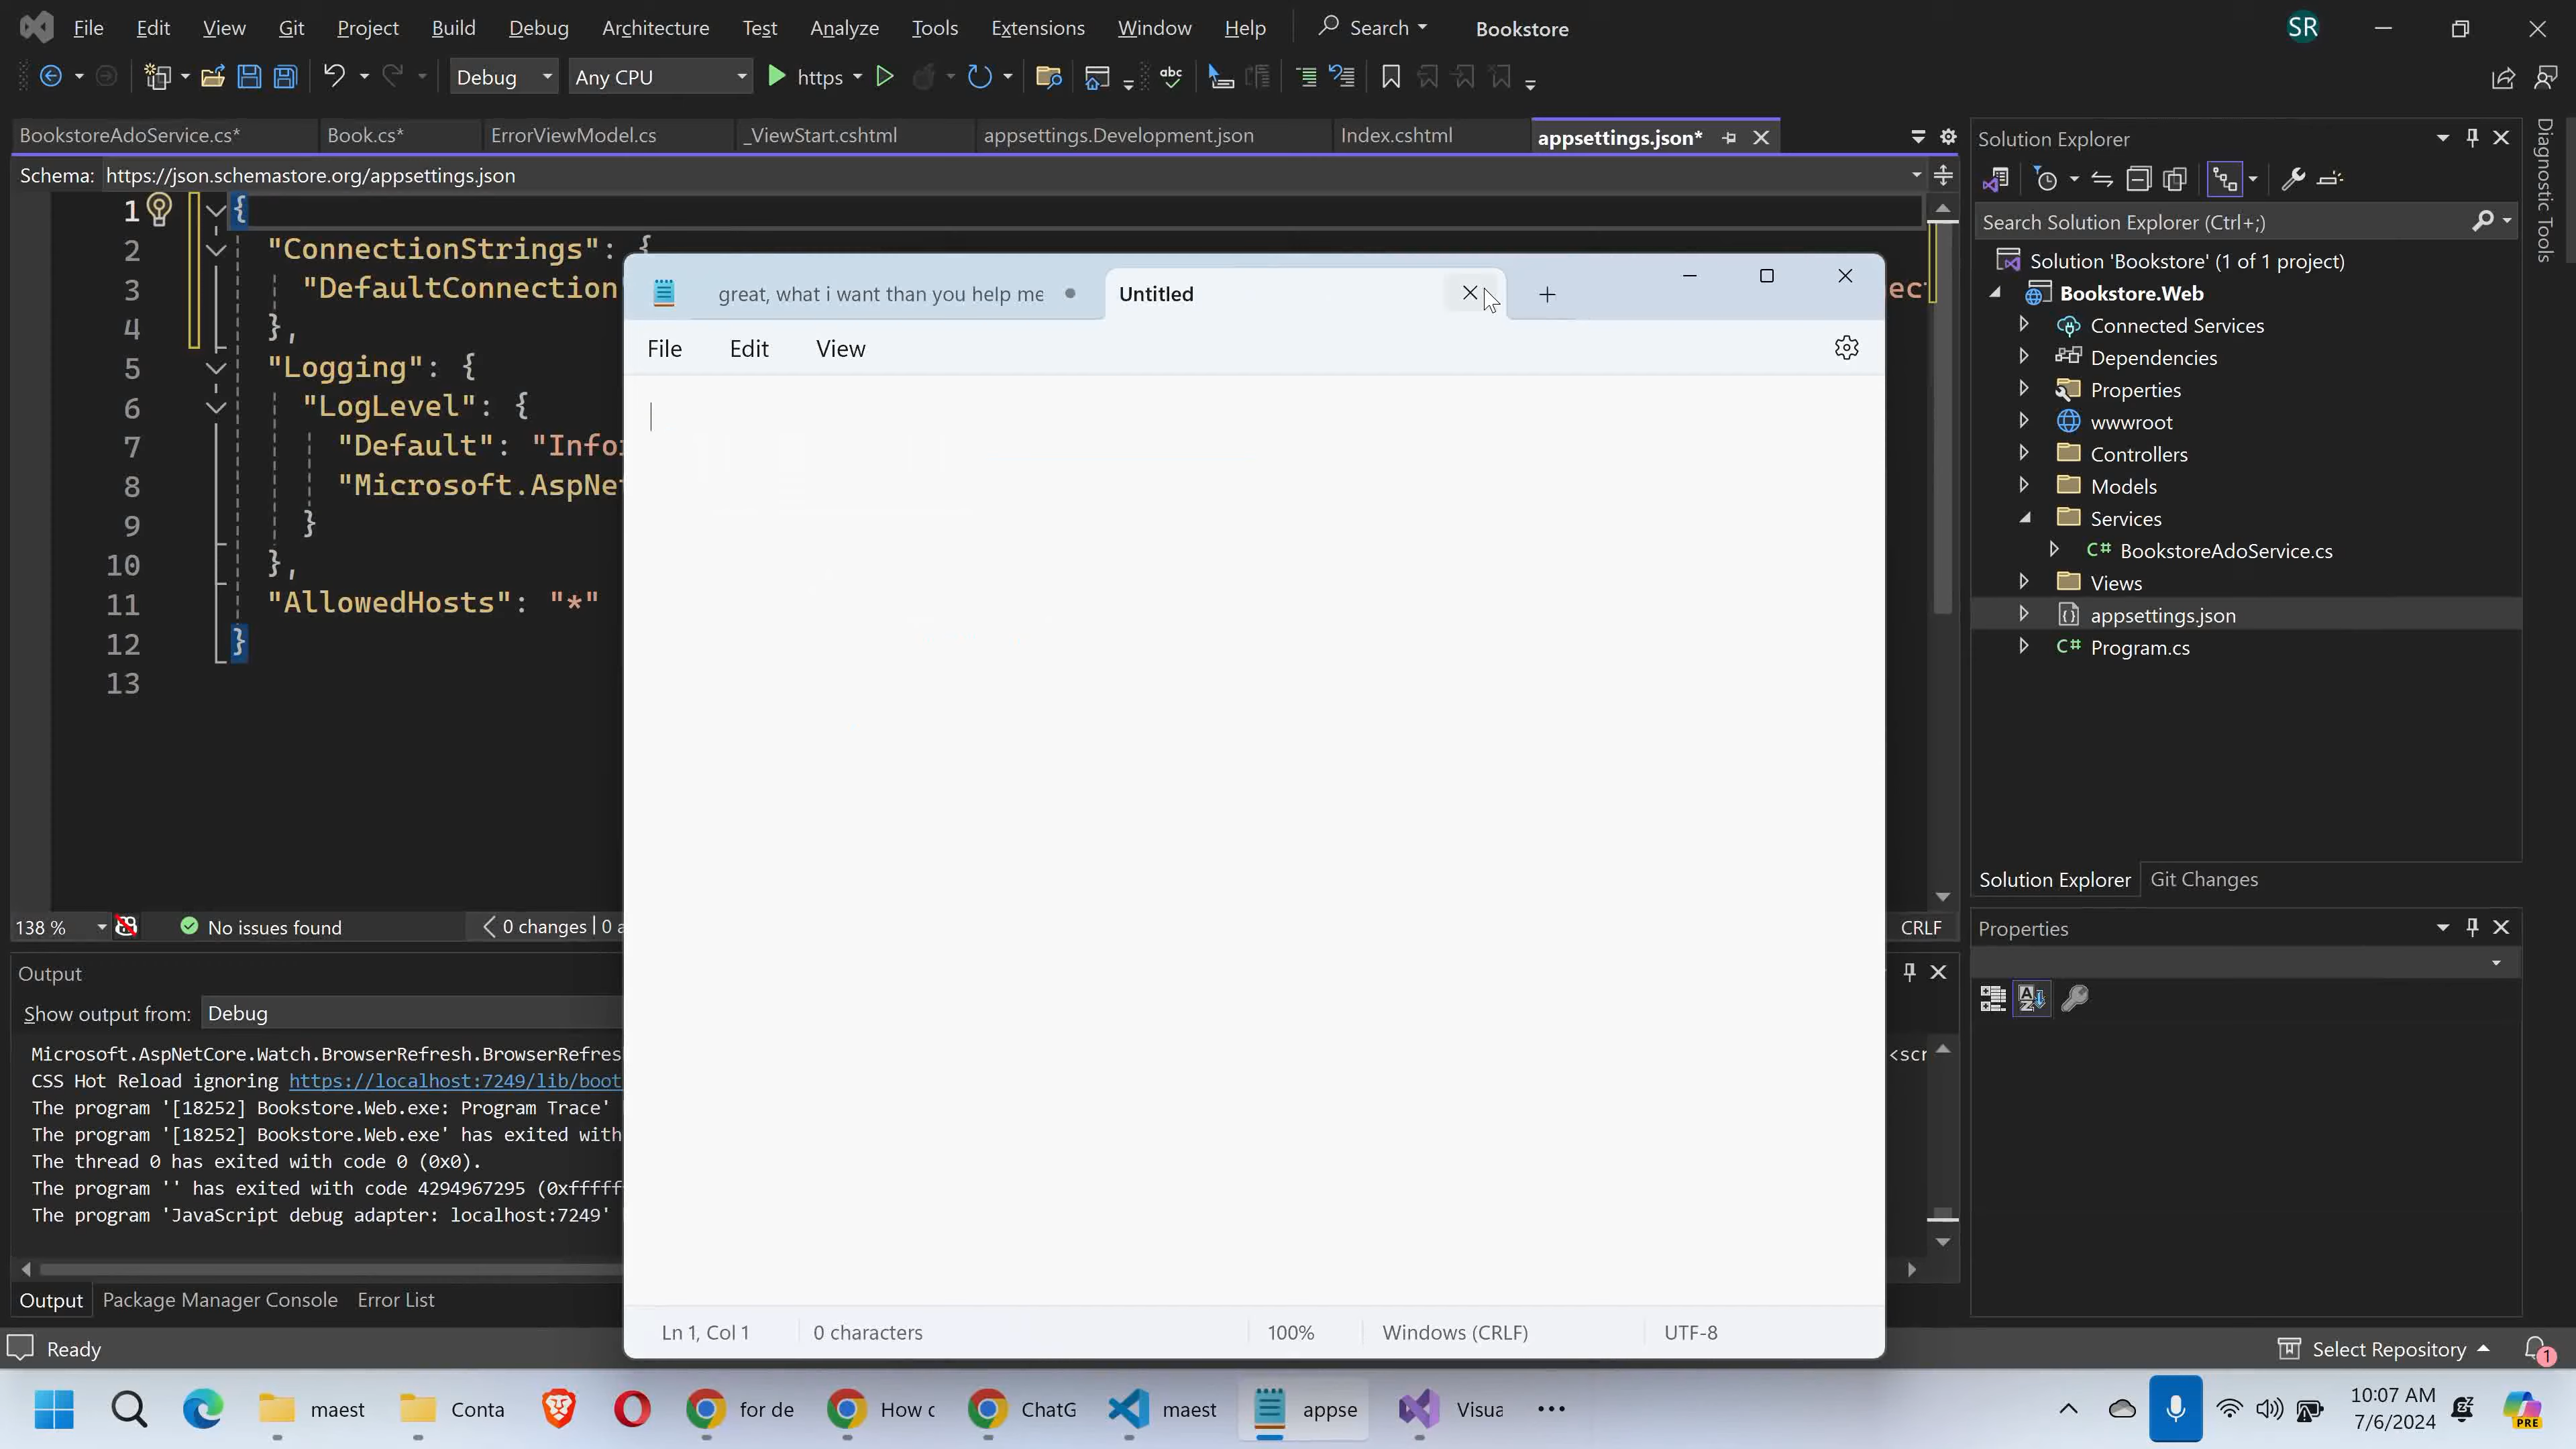 File Edit View Git Project Build Debug Architecture Test Analyze Tools Extensions Window Help Search Bookstore SR
Debug Any CPU https
BookstoreAdoService.cs* Book.cs* ErrorViewModel.cs _ViewStart.cshtml appsettings.Development.json Index.cshtml appsettings.json*
Schema: https://json.schemastore.org/appsettings.json
1 {
2 "ConnectionStrings": {
3 "DefaultConnection
4 },
5 "Logging": {
6 "LogLevel": {
7 "Default": "Info
8 "Microsoft.AspNe
9 }
10 },
11 "AllowedHosts": "*"
12 }
13
138 % No issues found 0 changes | 0 a
CRLF
Output
Show output from: Debug
Microsoft.AspNetCore.Watch.BrowserRefresh.BrowserRefres
<scr
CSS Hot Reload ignoring https://localhost:7249/lib/boot
The program '[18252] Bookstore.Web.exe: Program Trace'
The program '[18252] Bookstore.Web.exe' has exited with
The thread 0 has exited with code 0 (0x0).
The program '' has exited with code 4294967295 (0xfffff
The program 'JavaScript debug adapter: localhost:7249'
Output Package Manager Console Error List
Ready
great, what i want than you help me
Untitled
File Edit View
Ln 1, Col 1 0 characters 100% Windows (CRLF) UTF-8
Solution Explorer
Search Solution Explorer (Ctrl+;)
Solution 'Bookstore' (1 of 1 project)
Bookstore.Web
Connected Services
Dependencies
Properties
wwwroot
Controllers
Models
Services
C# BookstoreAdoService.cs
Views
appsettings.json
C# Program.cs
Solution Explorer Git Changes
Properties
Diagnostic Tools
Select Repository 1
maest Conta for de How c ChatG maest appse Visua
10:07 AM
7/6/2024
PRE